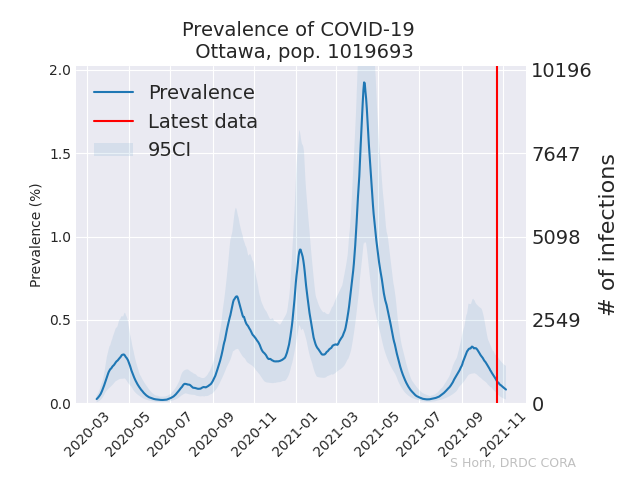 Prevalence of COVID-19
Ottawa, pop. 1019693
Prevalence
Latest data
95CI
Prevalence (%)
2.0
1.5
1.0
0.5
0.0
10196
7647
5098
2549
0
# of infections
2020-03
2020-05
2020-07
2020-09
2020-11
2021-01
2021-03
2021-05
2021-07
2021-09
2021-11
S Horn, DRDC CORA